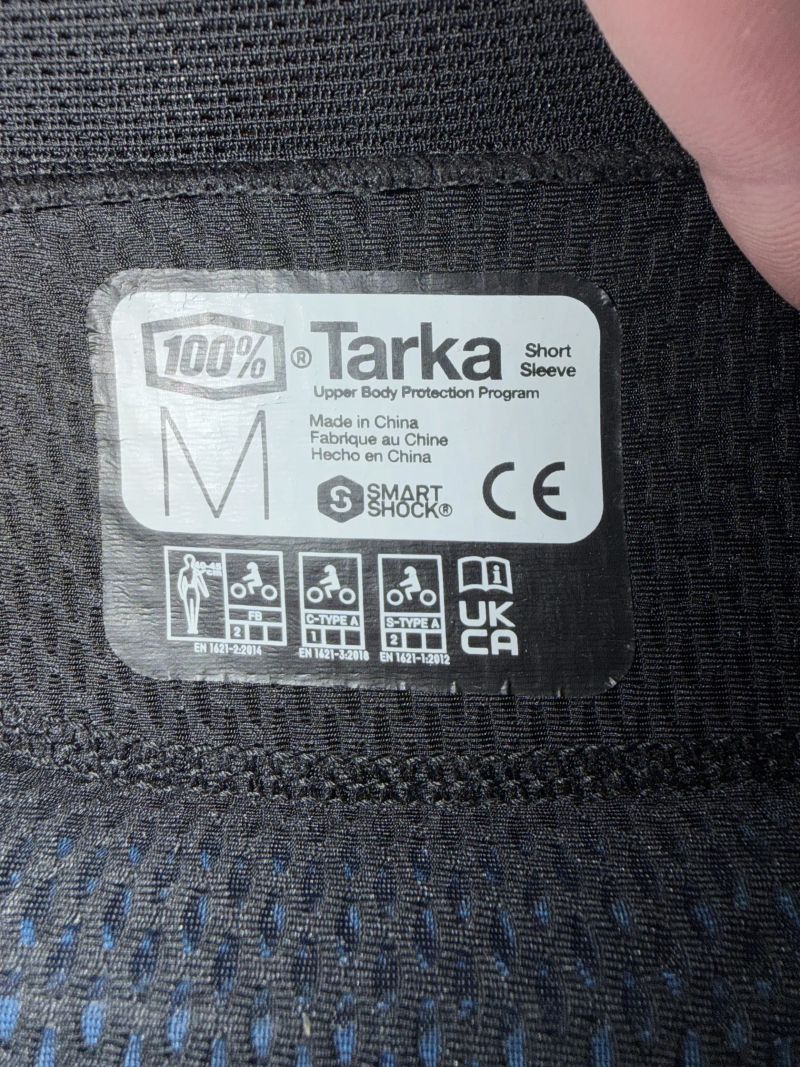 100%® Tarka Short Sleeve
Upper Body Protection Program
M
Made in China
Fabrique au Chine
Hecho en China
S SMART SHOCK® CE
FB
2
EN 1621-2:2014
C-TYPE A
1
EN 1621-3:2018
S-TYPE A
2
EN 1621-1:2012
i
UK
CA